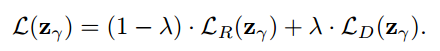 ℒ(𝐳_γ) = (1 − λ) · ℒ_R(𝐳_γ) + λ · ℒ_D(𝐳_γ).